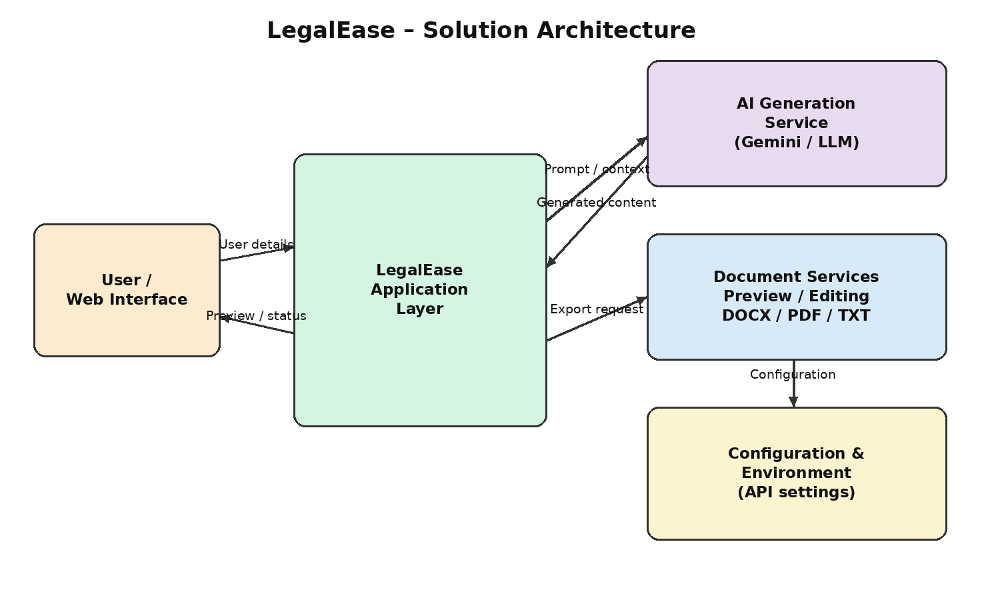 LegalEase – Solution Architecture
User /
Web Interface
User details
Preview / status
LegalEase
Application
Layer
Prompt / context
Generated content
Export request
AI Generation
Service
(Gemini / LLM)
Document Services
Preview / Editing
DOCX / PDF / TXT
Configuration
Configuration &
Environment
(API settings)